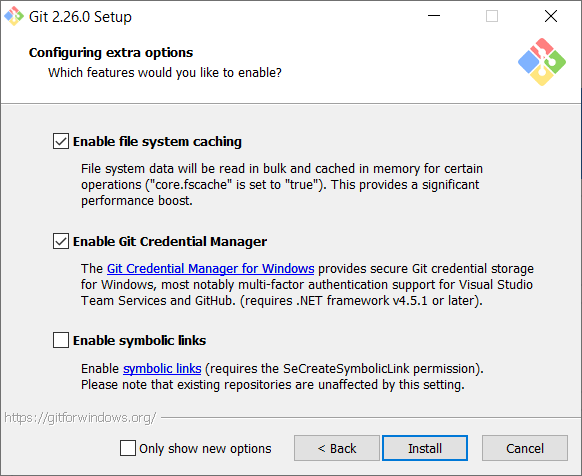 Git 2.26.0 Setup
Configuring extra options
Which features would you like to enable?
Enable file system caching
File system data will be read in bulk and cached in memory for certain
operations ("core.fscache" is set to "true"). This provides a significant
performance boost.
Enable Git Credential Manager
The Git Credential Manager for Windows provides secure Git credential storage
for Windows, most notably multi-factor authentication support for Visual Studio
Team Services and GitHub. (requires .NET framework v4.5.1 or later).
Enable symbolic links
Enable symbolic links (requires the SeCreateSymbolicLink permission).
Please note that existing repositories are unaffected by this setting.
https://gitforwindows.org/
Only show new options
< Back
Install
Cancel